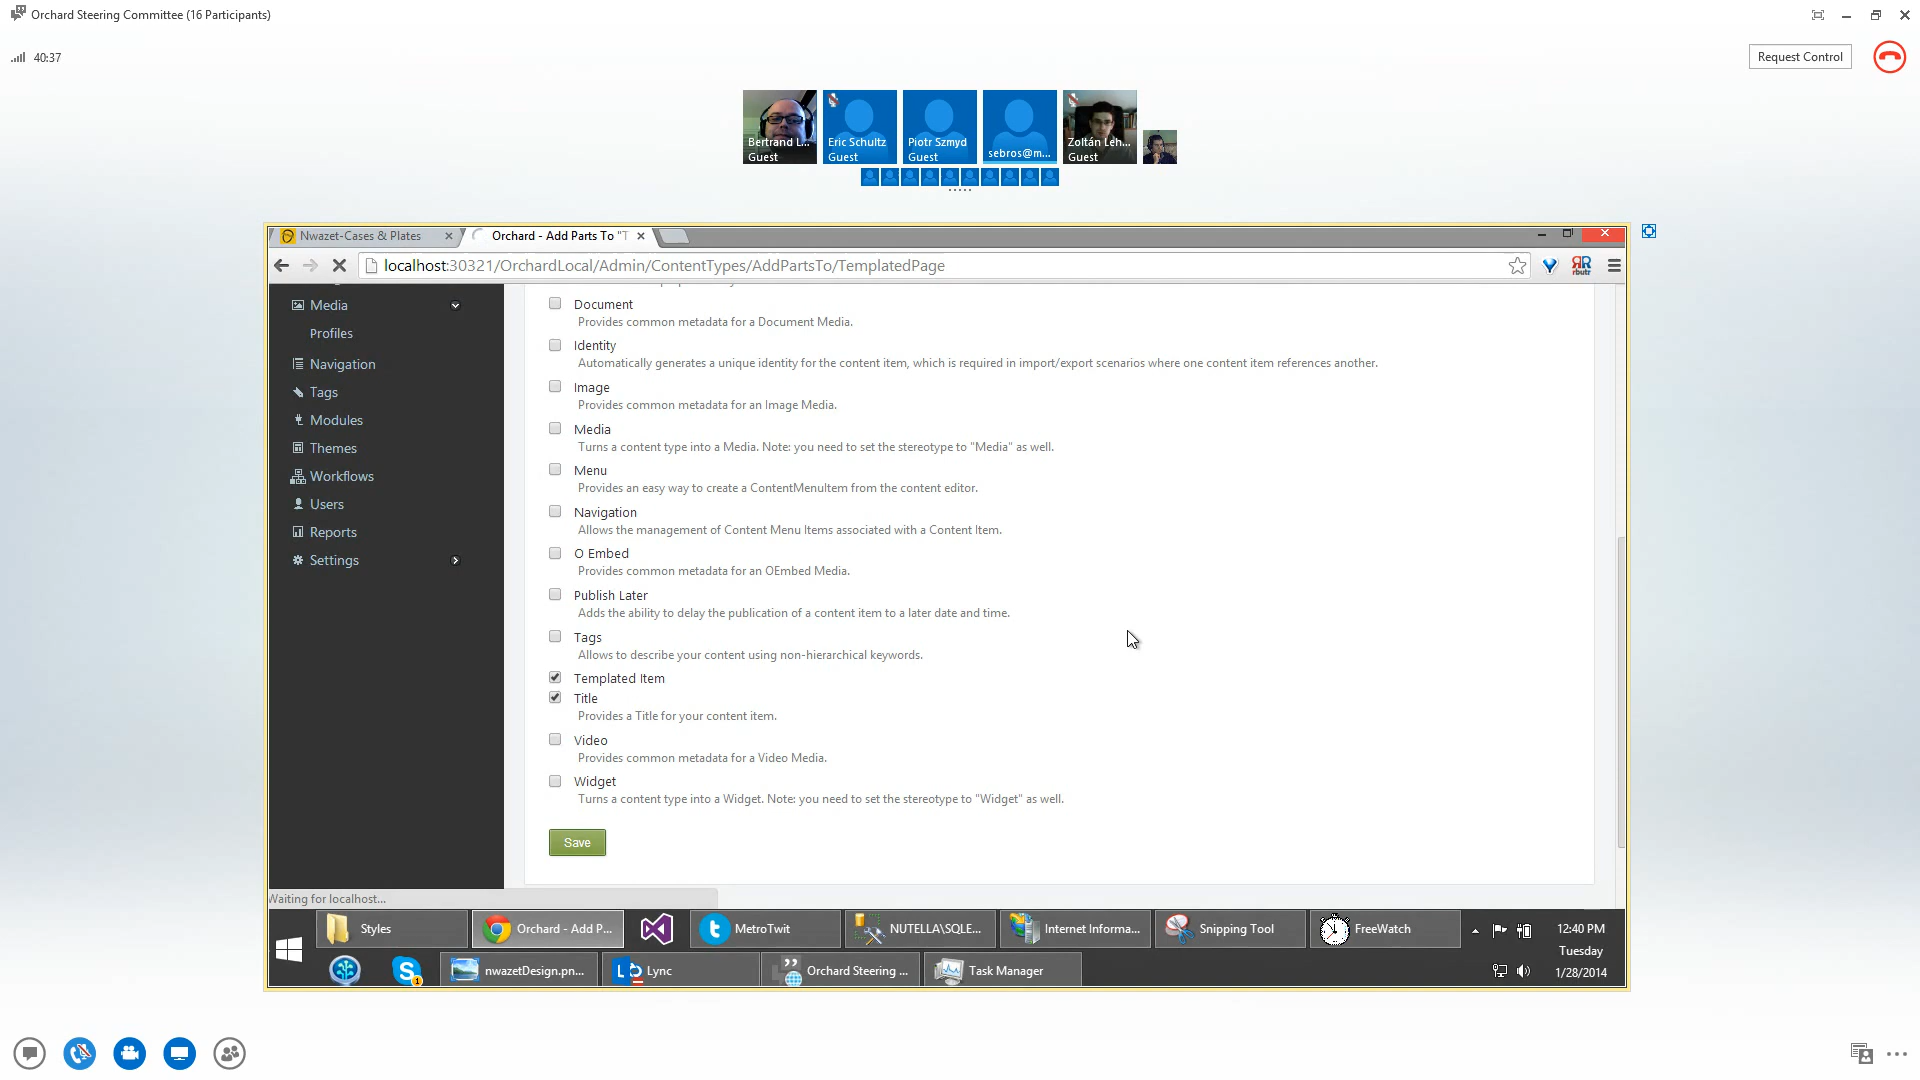 Orchard Steering Committee (16 Participants)
40:37
Request Control
Bertrand L...
Guest
Eric Schultz
Guest
Piotr Szmyd
Guest
sebros@m...
Zoltán Leh...
Guest
Nwazet-Cases & Plates
Orchard - Add Parts To "T
localhost:30321/OrchardLocal/Admin/ContentTypes/AddPartsTo/TemplatedPage
rbutr
Media
Profiles
Navigation
Tags
Modules
Themes
Workflows
Users
Reports
Settings
Document
Provides common metadata for a Document Media.
Identity
Automatically generates a unique identity for the content item, which is required in import/export scenarios where one content item references another.
Image
Provides common metadata for an Image Media.
Media
Turns a content type into a Media. Note: you need to set the stereotype to "Media" as well.
Menu
Provides an easy way to create a ContentMenuItem from the content editor.
Navigation
Allows the management of Content Menu Items associated with a Content Item.
O Embed
Provides common metadata for an OEmbed Media.
Publish Later
Adds the ability to delay the publication of a content item to a later date and time.
Tags
Allows to describe your content using non-hierarchical keywords.
Templated Item
Title
Provides a Title for your content item.
Video
Provides common metadata for a Video Media.
Widget
Turns a content type into a Widget. Note: you need to set the stereotype to "Widget" as well.
Save
Waiting for localhost...
Styles
Orchard - Add P...
MetroTwit
NUTELLA\SQLE...
Internet Informa...
Snipping Tool
FreeWatch
12:40 PM
Tuesday
1/28/2014
1
nwazetDesign.pn...
Lync
Orchard Steering ...
Task Manager